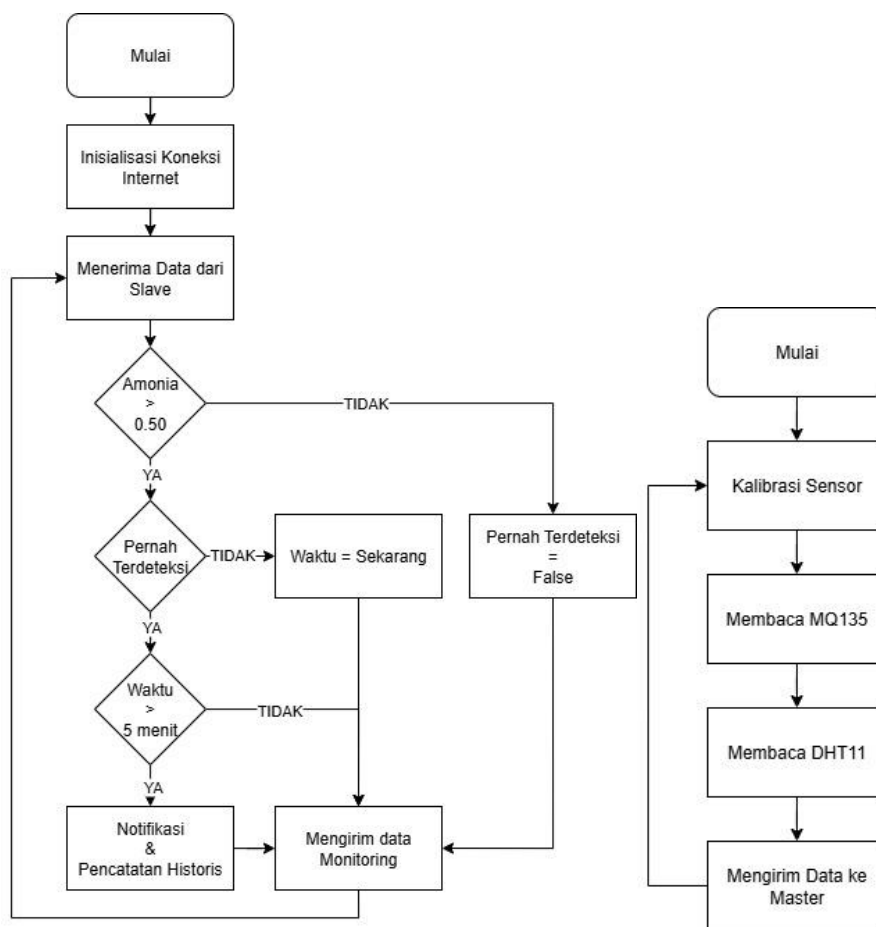 Mulai
Inisialisasi Koneksi
Internet
Menerima Data dari
Slave
Amonia
>
0.50
TIDAK
YA
Pernah
Terdeteksi
TIDAK
Waktu = Sekarang
Pernah Terdeteksi
=
False
YA
Waktu
>
5 menit
TIDAK
YA
Notifikasi
&
Pencatatan Historis
Mengirim data
Monitoring
Mulai
Kalibrasi Sensor
Membaca MQ135
Membaca DHT11
Mengirim Data ke
Master